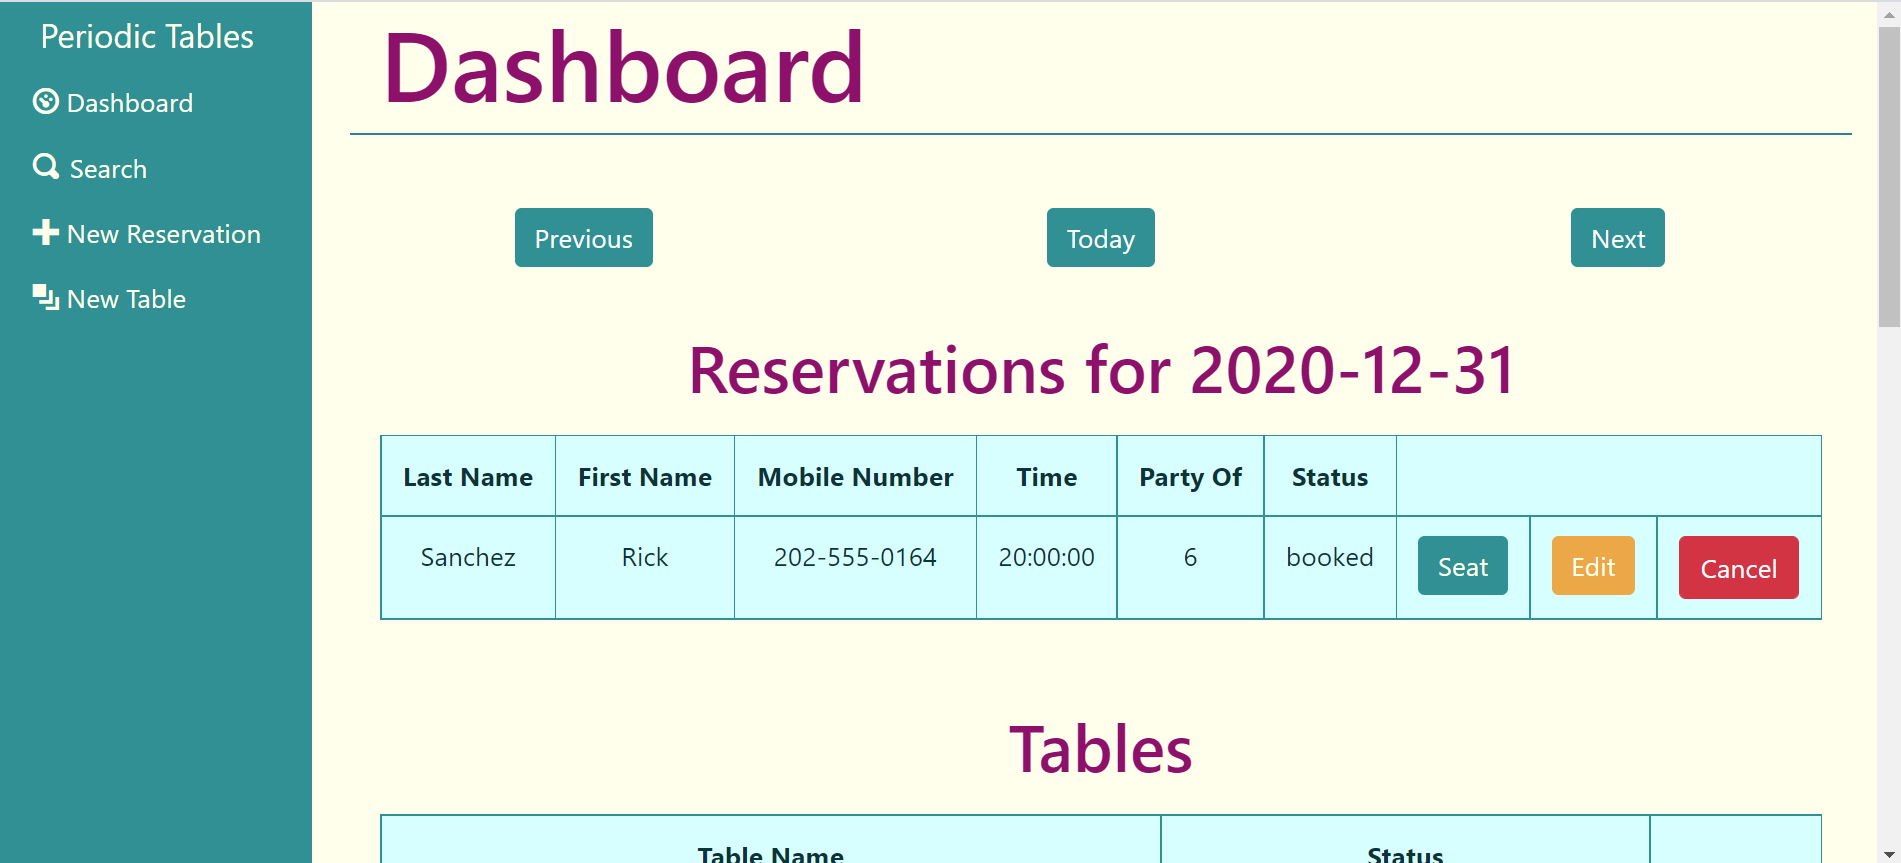 Periodic Tables
Dashboard
Search
New Reservation
New Table
Dashboard
Previous Today Next
Reservations for 2020-12-31
Last Name First Name Mobile Number Time Party Of Status
Sanchez Rick 202-555-0164 20:00:00 6 booked Seat Edit Cancel
Tables
Table Name Status